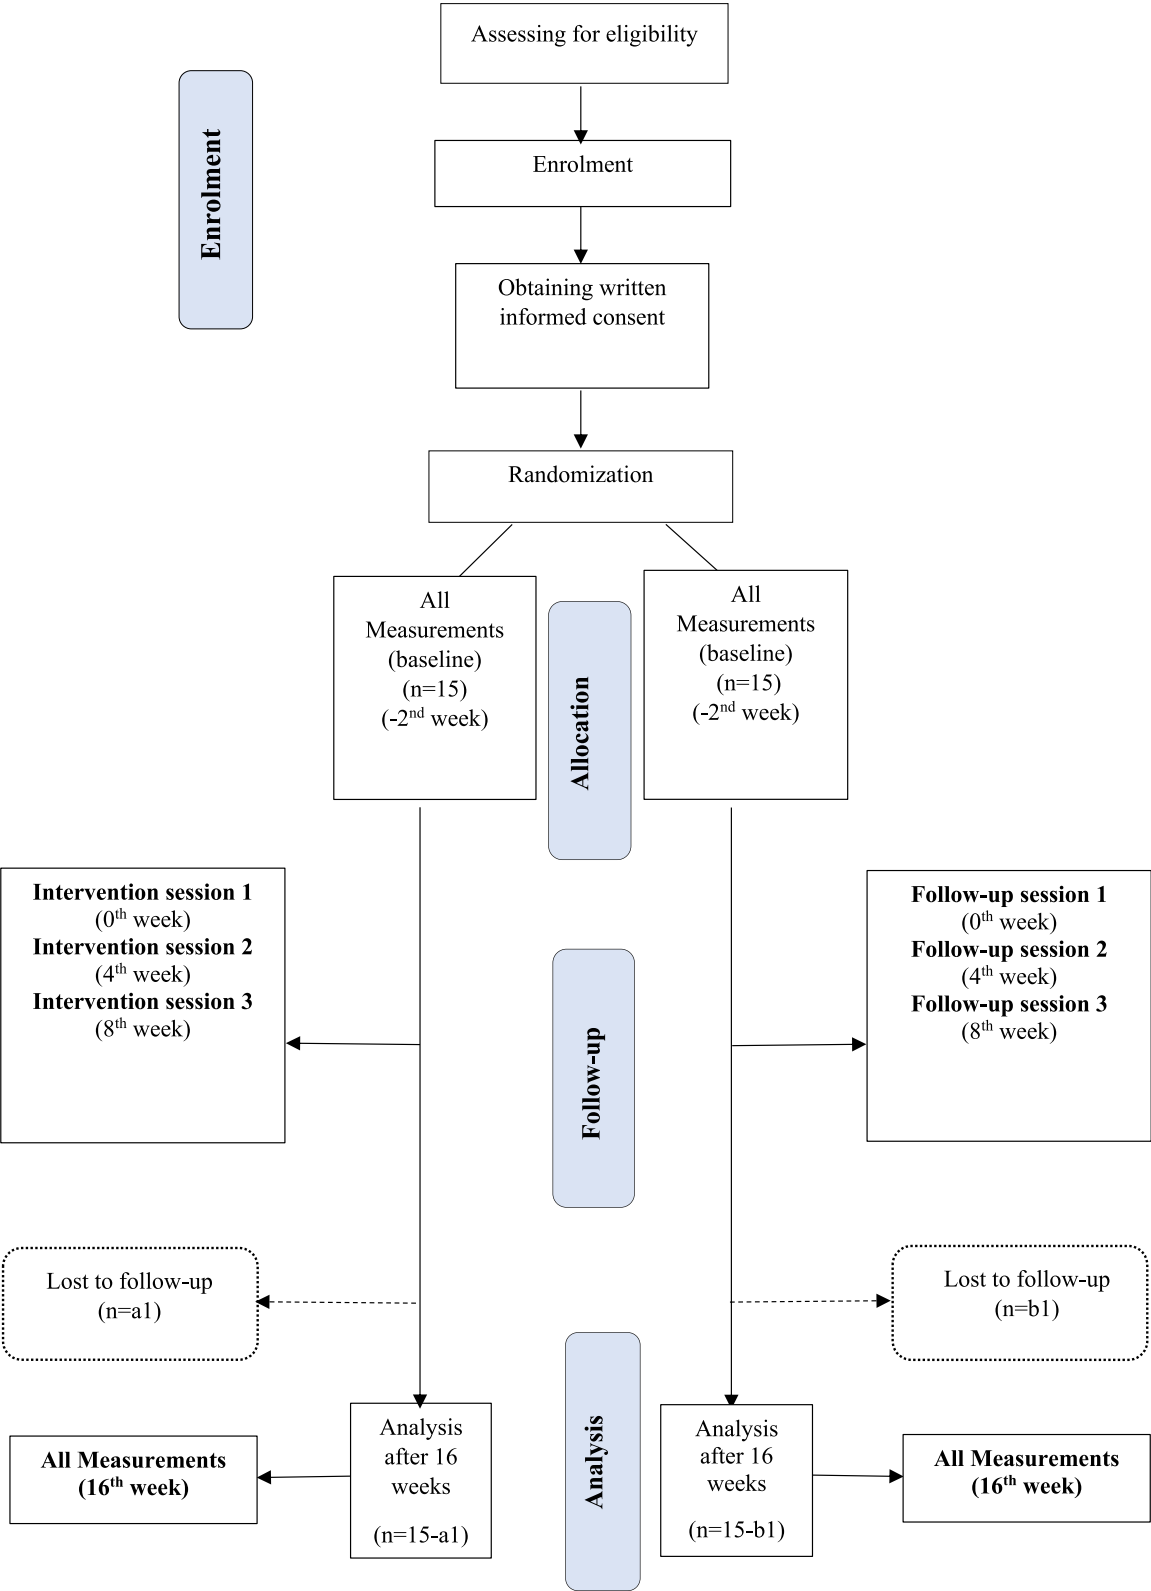 Assessing for eligibility
Enrolment
Enrolment
Obtaining written
informed consent
Randomization
All
Measurements
(baseline)
(n=15)
(-2nd week)
Allocation
All
Measurements
(baseline)
(n=15)
(-2nd week)
Intervention session 1
(0th week)
Intervention session 2
(4th week)
Intervention session 3
(8th week)
Follow-up
Follow-up session 1
(0th week)
Follow-up session 2
(4th week)
Follow-up session 3
(8th week)
Lost to follow-up
(n=a1)
Lost to follow-up
(n=b1)
All Measurements
(16th week)
Analysis
after 16
weeks
(n=15-a1)
Analysis
Analysis
after 16
weeks
(n=15-b1)
All Measurements
(16th week)